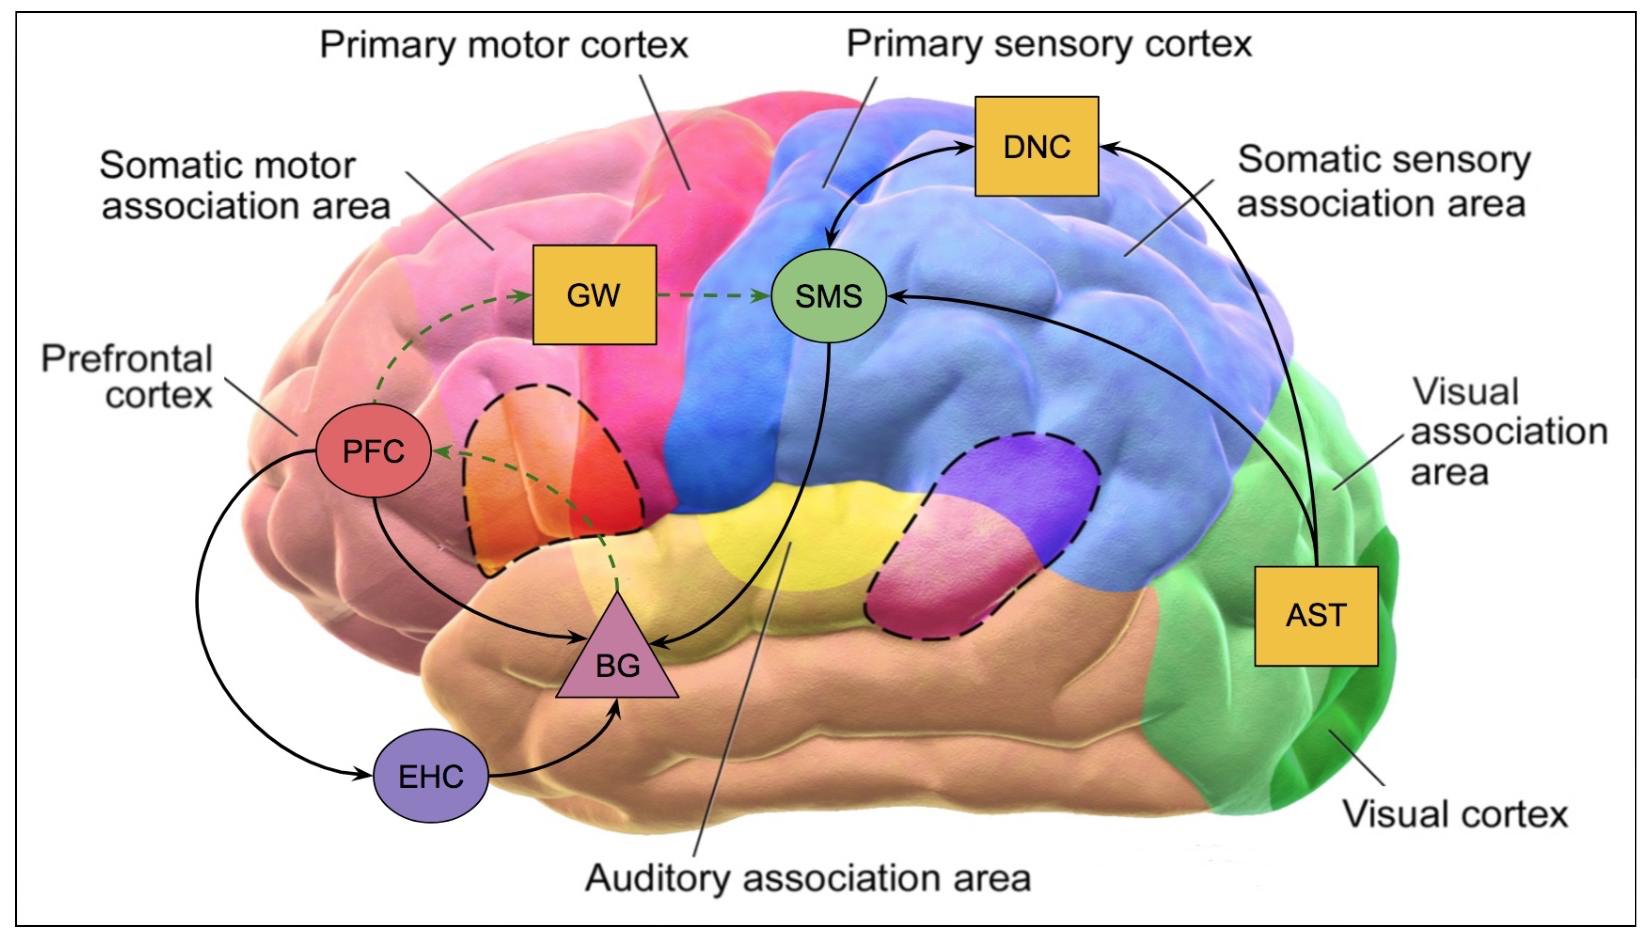 Primary motor cortex
Primary sensory cortex
DNC
Somatic motor
association area
Somatic sensory
association area
GW
SMS
Prefrontal
cortex
Visual
association
area
PFC
AST
BG
EHC
Visual cortex
Auditory association area